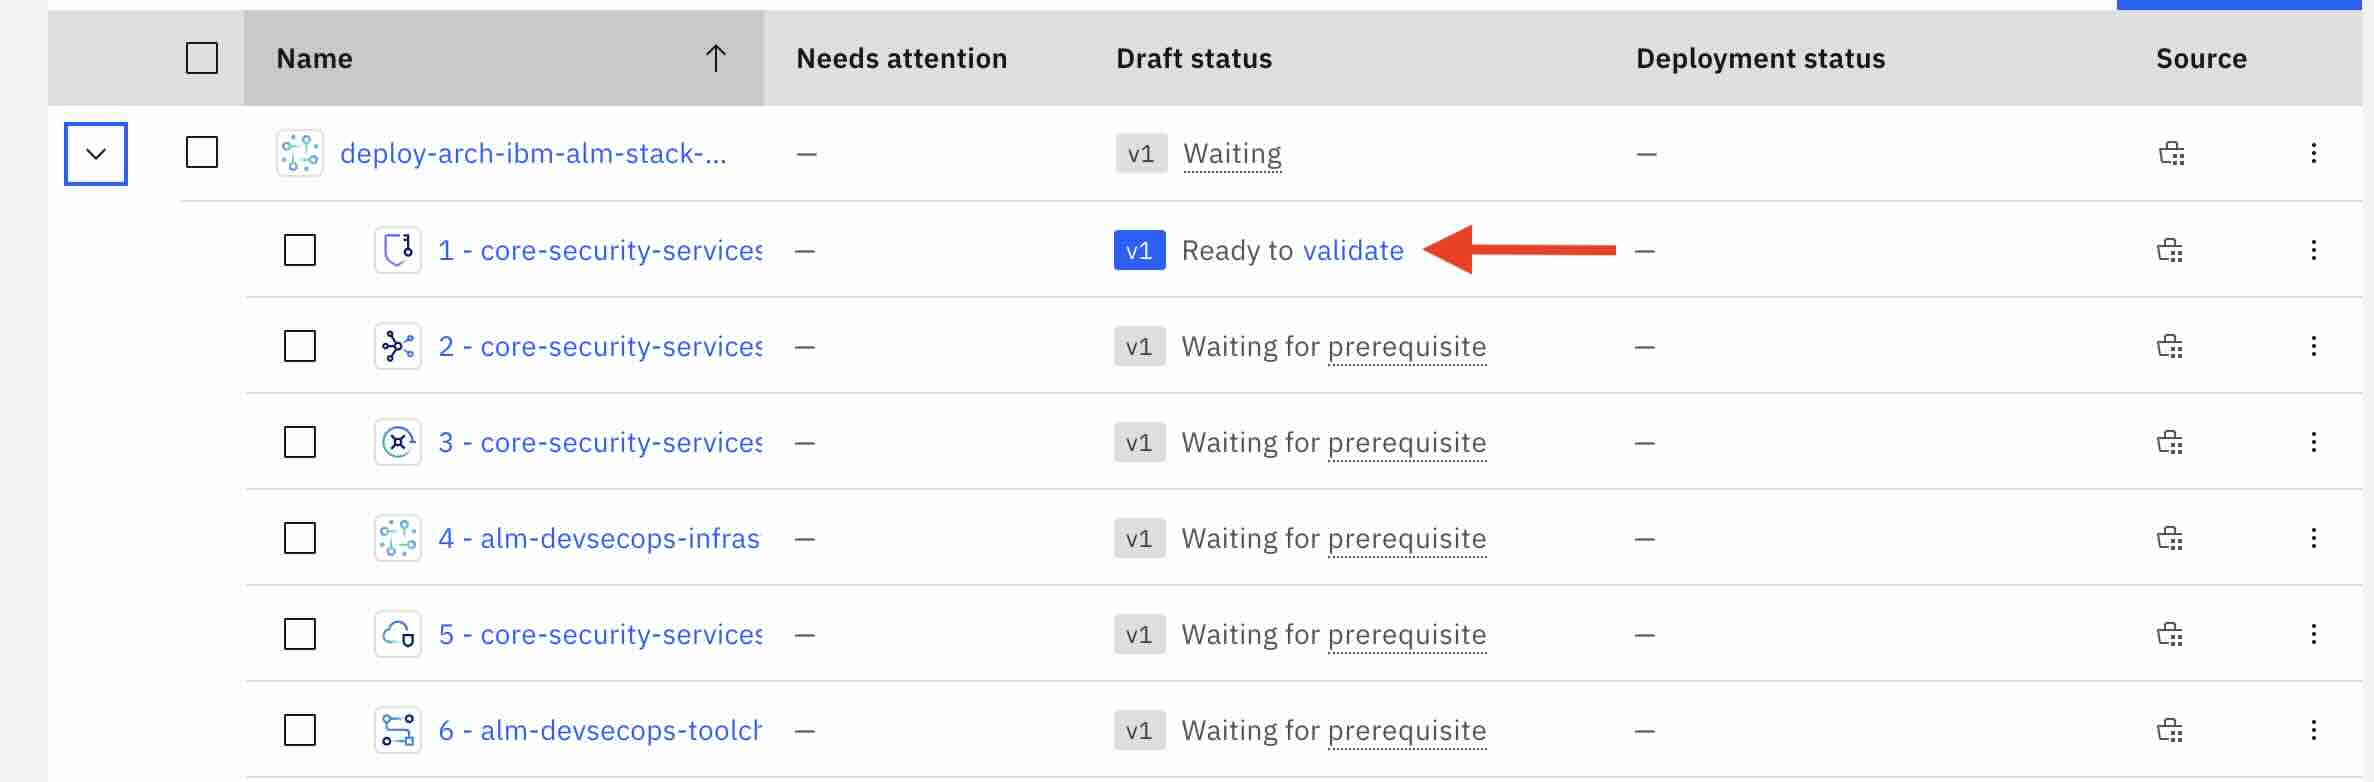 Name Needs attention Draft status Deployment status Source
deploy-arch-ibm-alm-stack-... — v1 Waiting —
1 - core-security-services — v1 Ready to validate —
2 - core-security-services — v1 Waiting for prerequisite —
3 - core-security-services — v1 Waiting for prerequisite —
4 - alm-devsecops-infras — v1 Waiting for prerequisite —
5 - core-security-services — v1 Waiting for prerequisite —
6 - alm-devsecops-toolch — v1 Waiting for prerequisite —